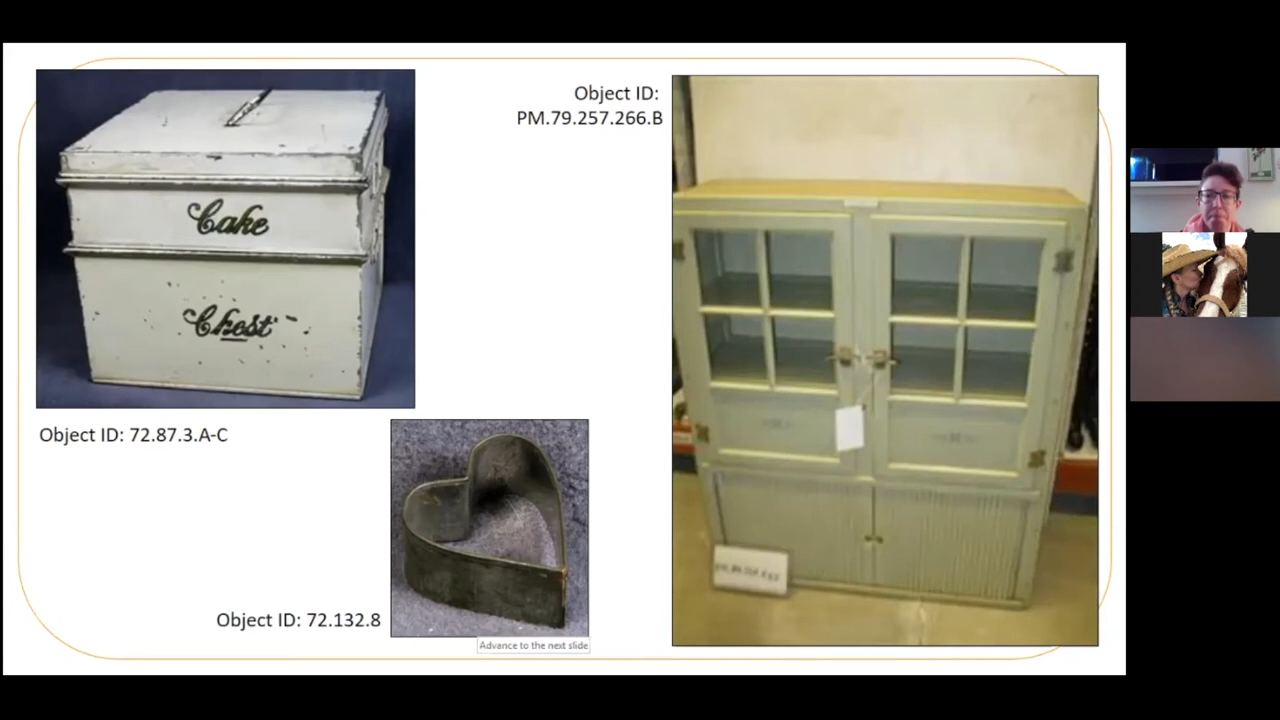 Cake
Chest
Object ID:
PM.79.257.266.B
Object ID: 72.87.3.A-C
Object ID: 72.132.8
Advance to the next slide